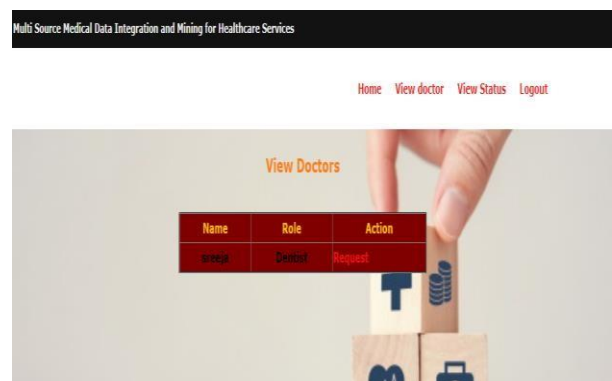 Multi Source Medical Data Integration and Mining for Healthcare Services
Home View doctor View Status Logout
View Doctors
Name Role Action
sreeja Dentist Request